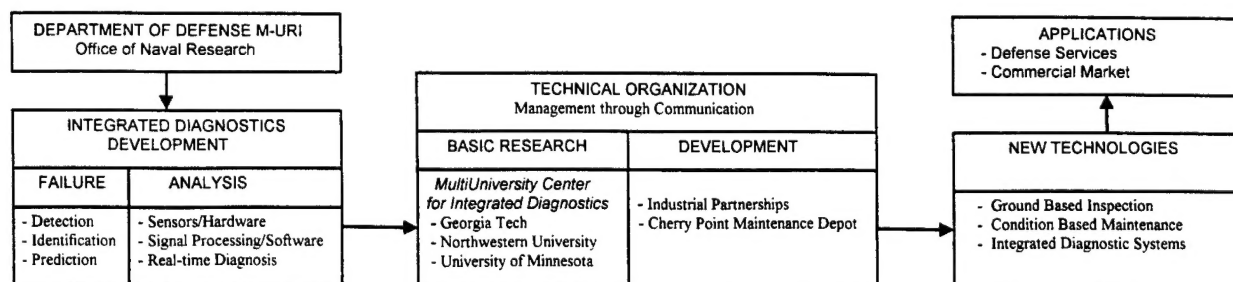 DEPARTMENT OF DEFENSE M-URI
Office of Naval Research
INTEGRATED DIAGNOSTICS
DEVELOPMENT
FAILURE
- Detection
- Identification
- Prediction
ANALYSIS
- Sensors/Hardware
- Signal Processing/Software
- Real-time Diagnosis
TECHNICAL ORGANIZATION
Management through Communication
BASIC RESEARCH
MultiUniversity Center
for Integrated Diagnostics
- Georgia Tech
- Northwestern University
- University of Minnesota
DEVELOPMENT
- Industrial Partnerships
- Cherry Point Maintenance Depot
APPLICATIONS
- Defense Services
- Commercial Market
NEW TECHNOLOGIES
- Ground Based Inspection
- Condition Based Maintenance
- Integrated Diagnostic Systems